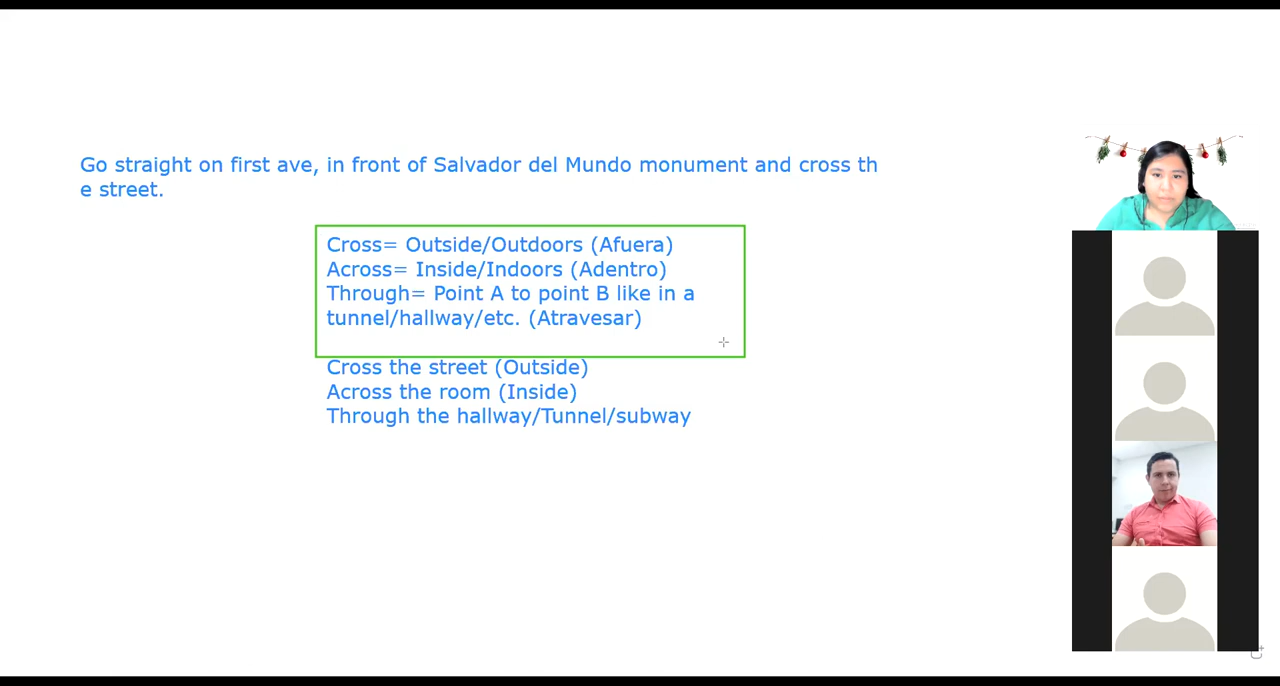 Go straight on first ave, in front of Salvador del Mundo monument and cross th
e street.
Cross= Outside/Outdoors (Afuera)
Across= Inside/Indoors (Adentro)
Through= Point A to point B like in a
tunnel/hallway/etc. (Atravesar)
Cross the street (Outside)
Across the room (Inside)
Through the hallway/Tunnel/subway